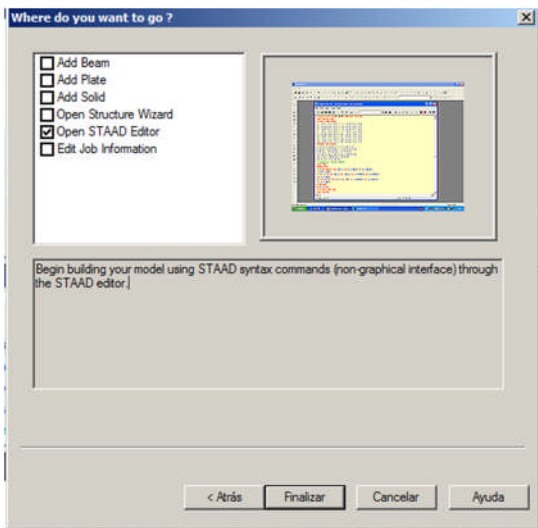 Where do you want to go ?
Add Beam
Add Plate
Add Solid
Open Structure Wizard
Open STAAD Editor
Edit Job Information
Begin building your model using STAAD syntax commands (non-graphical interface) through
the STAAD editor.
< Atrás
Finalizar
Cancelar
Ayuda